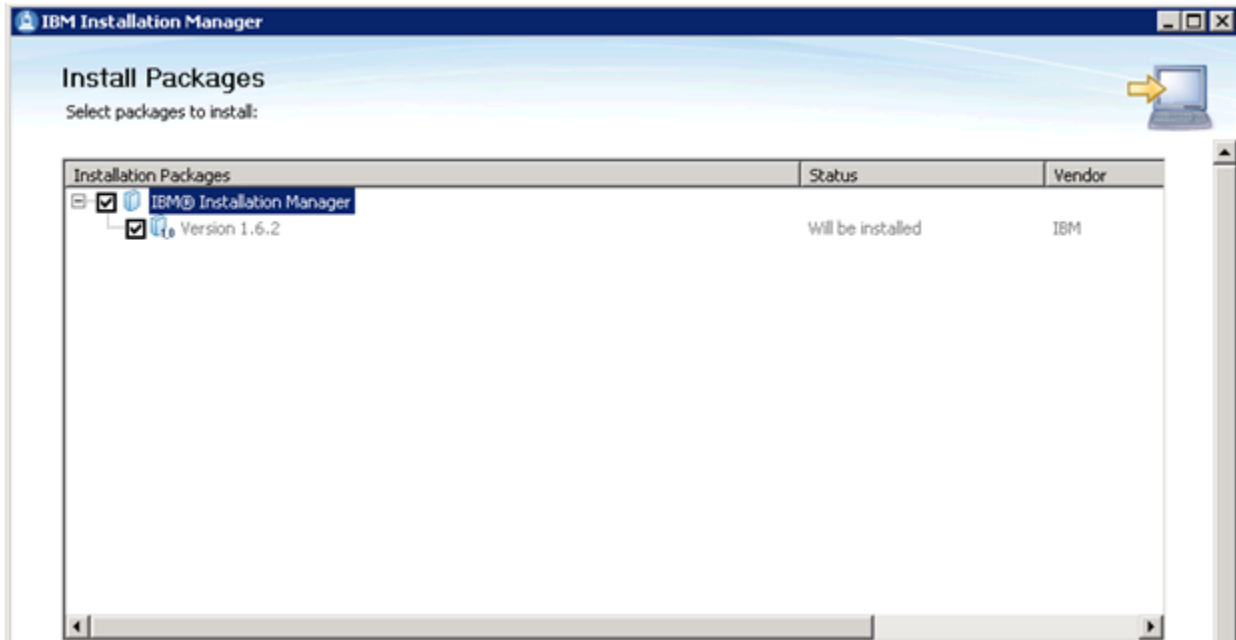 IBM Installation Manager
Install Packages
Select packages to install:
Installation Packages Status Vendor
IBM® Installation Manager
Version 1.6.2 Will be installed IBM